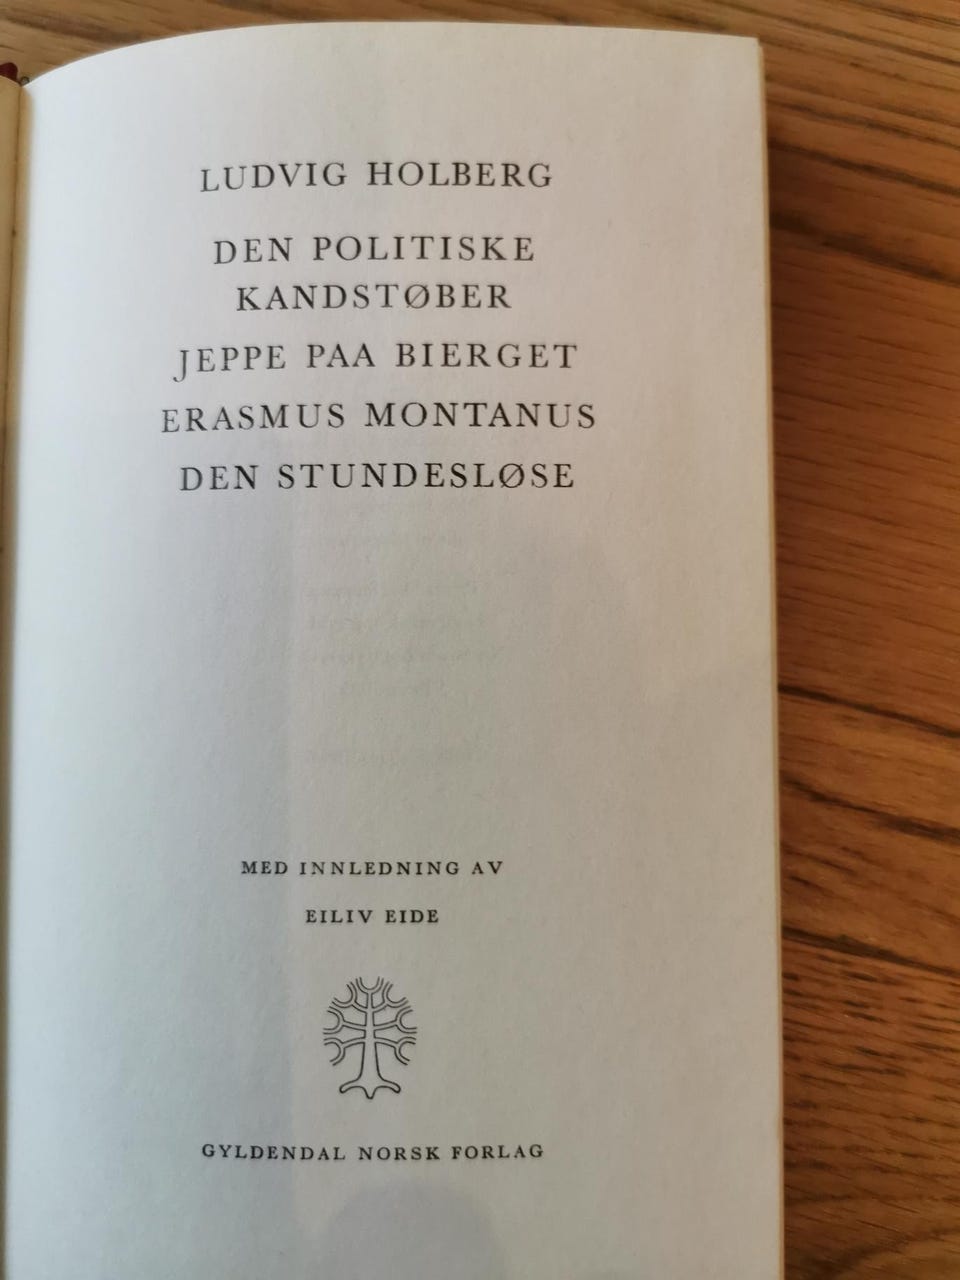 LUDVIG HOLBERG
DEN POLITISKE
KANDSTØBER
JEPPE PAA BIERGET
ERASMUS MONTANUS
DEN STUNDESLØSE
MED INNLEDNING AV
EILIV EIDE
GYLDENDAL NORSK FORLAG